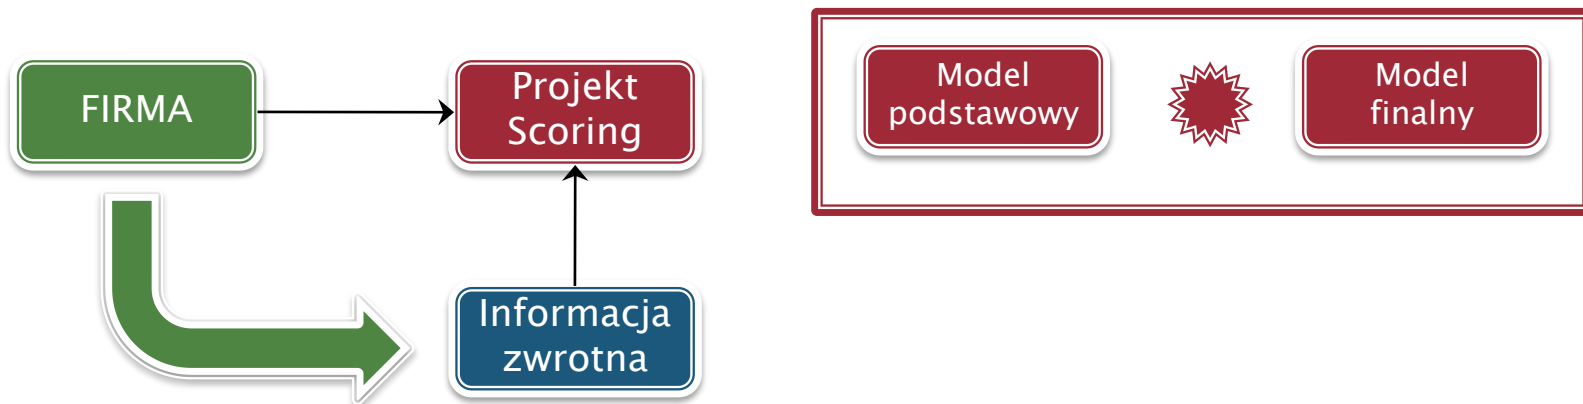 FIRMA
Projekt
Scoring
Informacja
zwrotna
Model
podstawowy
Model
finalny